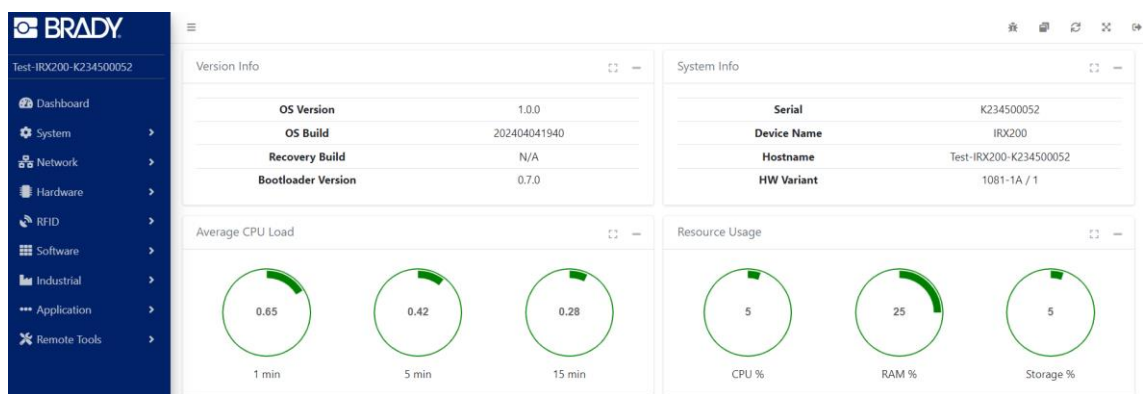 BRADY
Test-IRX200-K234500052
Dashboard
System
Network
Hardware
RFID
Software
Industrial
Application
Remote Tools
Version Info
OS Version 1.0.0
OS Build 202404041940
Recovery Build N/A
Bootloader Version 0.7.0
System Info
Serial K234500052
Device Name IRX200
Hostname Test-IRX200-K234500052
HW Variant 1081-1A / 1
Average CPU Load
0.65 0.42 0.28
1 min 5 min 15 min
Resource Usage
5 25 5
CPU % RAM % Storage %